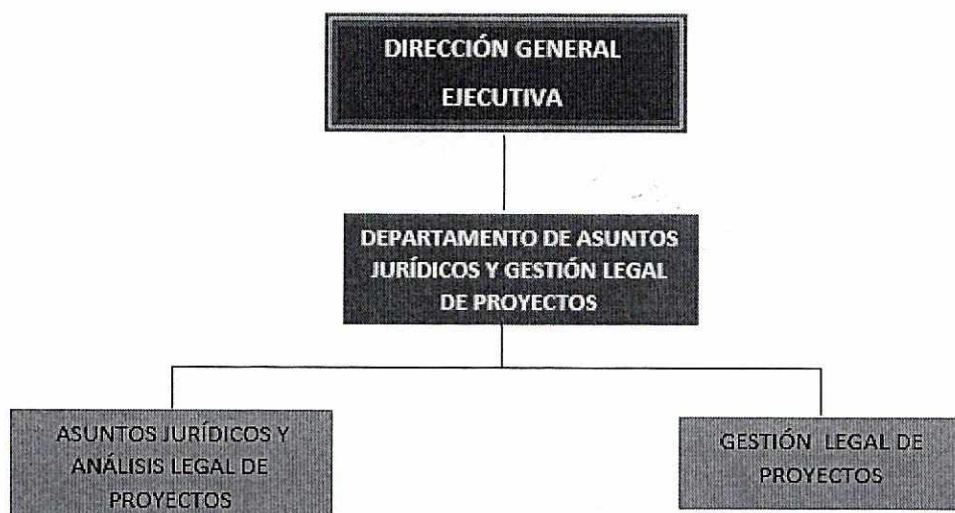 DIRECCIÓN GENERAL
EJECUTIVA
DEPARTAMENTO DE ASUNTOS
JURÍDICOS Y GESTIÓN LEGAL
DE PROYECTOS
ASUNTOS JURÍDICOS Y
ANÁLISIS LEGAL DE
PROYECTOS
GESTIÓN LEGAL DE
PROYECTOS